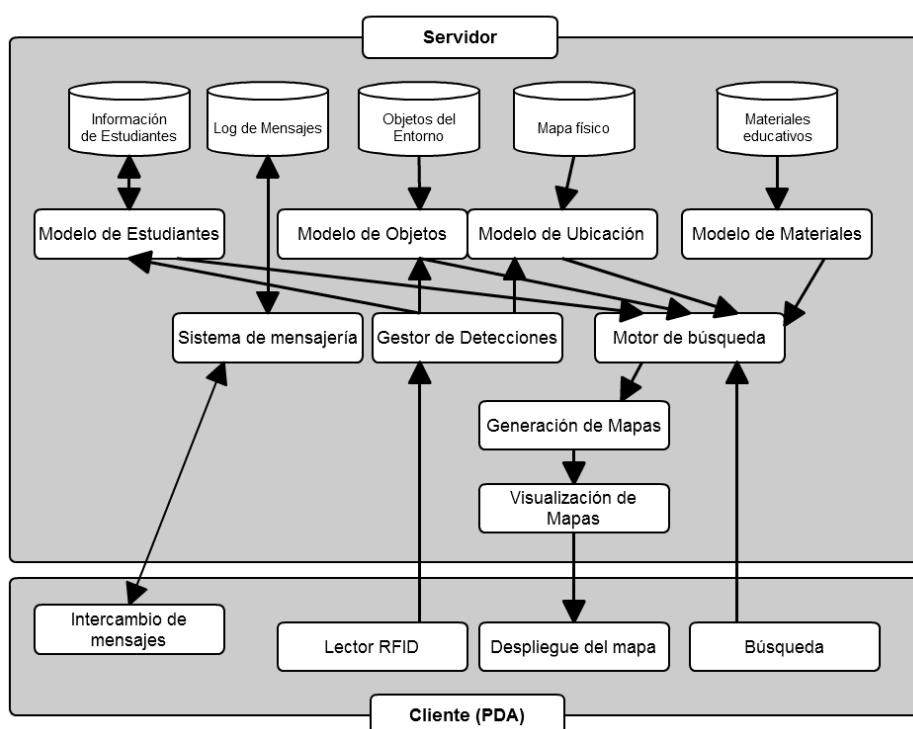 Servidor
Información
de Estudiantes
Log de Mensajes
Objetos del
Entorno
Mapa físico
Materiales
educativos
Modelo de Estudiantes
Modelo de Objetos
Modelo de Ubicación
Modelo de Materiales
Sistema de mensajería
Gestor de Detecciones
Motor de búsqueda
Generación de Mapas
Visualización de
Mapas
Intercambio de
mensajes
Lector RFID
Despliegue del mapa
Búsqueda
Cliente (PDA)